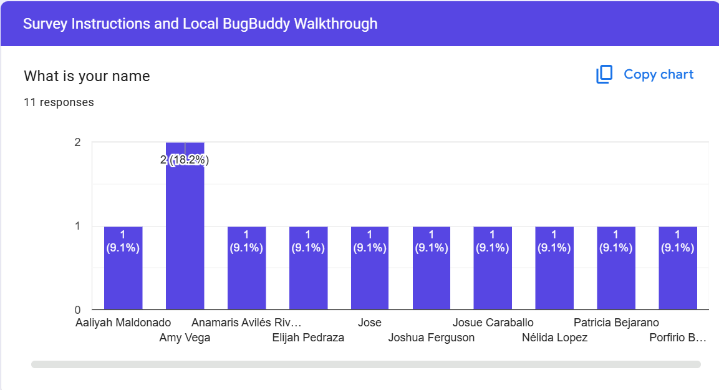 Survey Instructions and Local BugBuddy Walkthrough
What is your name
Copy chart
11 responses
2
2 (18.2%)
1
1 (9.1%)
1 (9.1%)
1 (9.1%)
1 (9.1%)
1 (9.1%)
1 (9.1%)
1 (9.1%)
1 (9.1%)
1 (9.1%)
0
Aaliyah Maldonado
Amy Vega
Anamaris Avilés Riv…
Elijah Pedraza
Jose
Joshua Ferguson
Josue Caraballo
Nélida Lopez
Patricia Bejarano
Porfirio B…